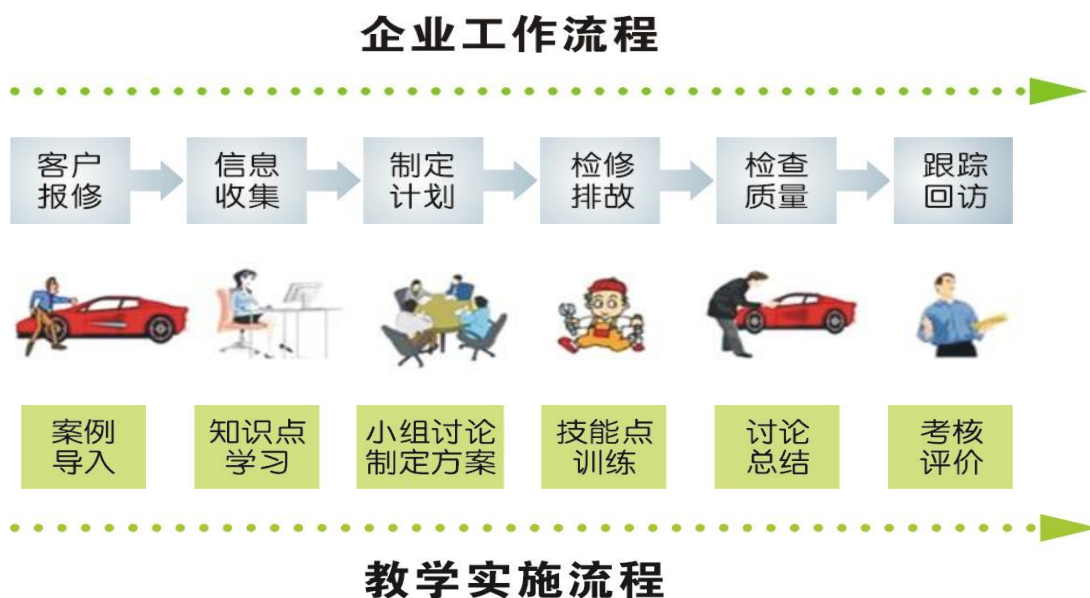 企业工作流程
客户
报修
信息
收集
制定
计划
检修
排故
检查
质量
跟踪
回访
案例
导入
知识点
学习
小组讨论
制定方案
技能点
训练
讨论
总结
考核
评价
教学实施流程